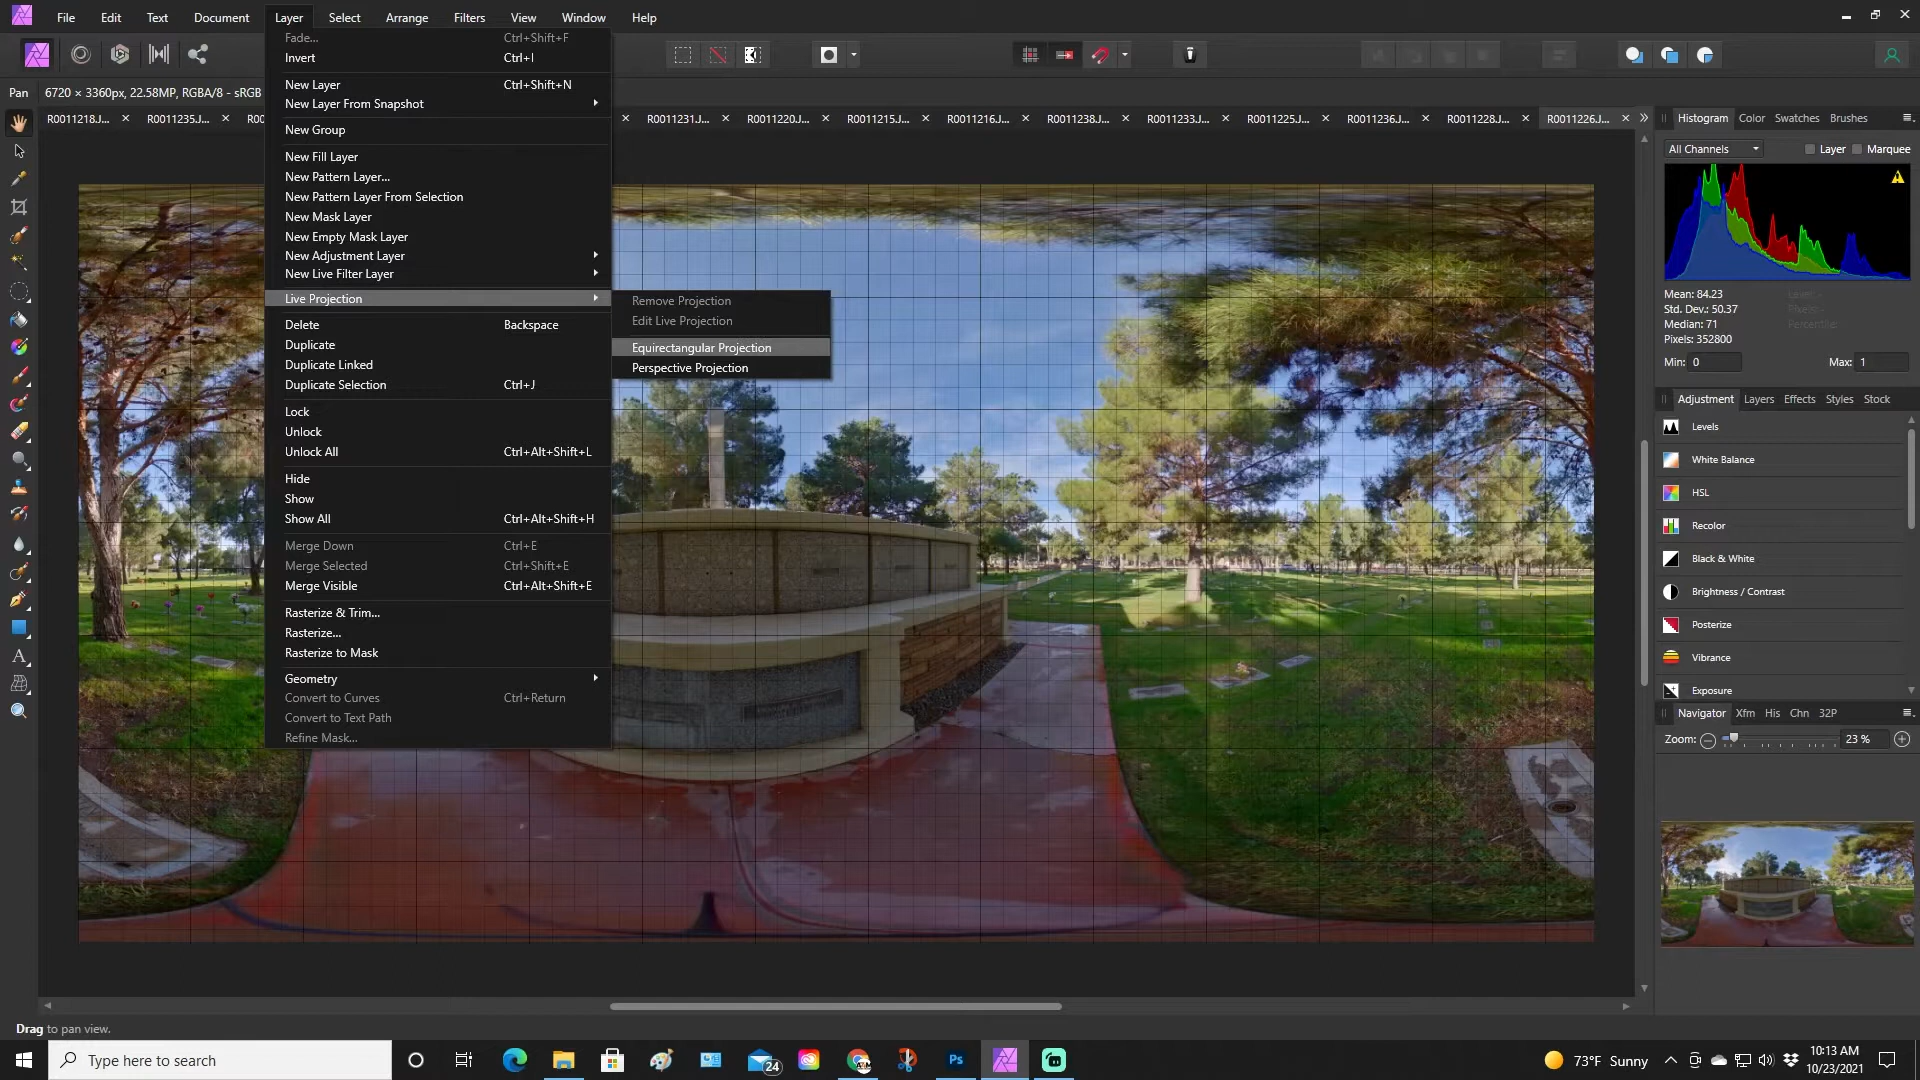 File Edit Text Document Layer Select Arrange Filters View Window Help
Pan 6720 × 3360px, 22.58MP, RGBA/8 - sRGB
R0011218.J... R0011235.J... R00 R0011231.J... R0011220.J... R0011215.J... R0011216.J... R0011238.J... R0011233.J... R0011225.J... R0011236.J... R0011228.J... R0011226.J...
Fade... Ctrl+Shift+F
Invert Ctrl+I
New Layer Ctrl+Shift+N
New Layer From Snapshot
New Group
New Fill Layer
New Pattern Layer...
New Pattern Layer From Selection
New Mask Layer
New Empty Mask Layer
New Adjustment Layer
New Live Filter Layer
Live Projection
Delete Backspace
Duplicate
Duplicate Linked
Duplicate Selection Ctrl+J
Lock
Unlock
Unlock All Ctrl+Alt+Shift+L
Hide
Show
Show All Ctrl+Alt+Shift+H
Merge Down Ctrl+E
Merge Selected Ctrl+Shift+E
Merge Visible Ctrl+Alt+Shift+E
Rasterize & Trim...
Rasterize...
Rasterize to Mask
Geometry
Convert to Curves Ctrl+Return
Convert to Text Path
Refine Mask...
Remove Projection
Edit Live Projection
Equirectangular Projection
Perspective Projection
Histogram Color Swatches Brushes
All Channels Layer Marquee
Mean: 84.23
Std. Dev.: 50.37
Median: 71
Pixels: 352800
Level: -
Pixels: -
Percentile: -
Min: 0 Max: 1
Adjustment Layers Effects Styles Stock
Levels
White Balance
HSL
Recolor
Black & White
Brightness / Contrast
Posterize
Vibrance
Exposure
Navigator Xfm His Chn 32P
Zoom: 23 %
Drag to pan view.
Type here to search
24
Ps
73°F Sunny
10:13 AM
10/23/2021